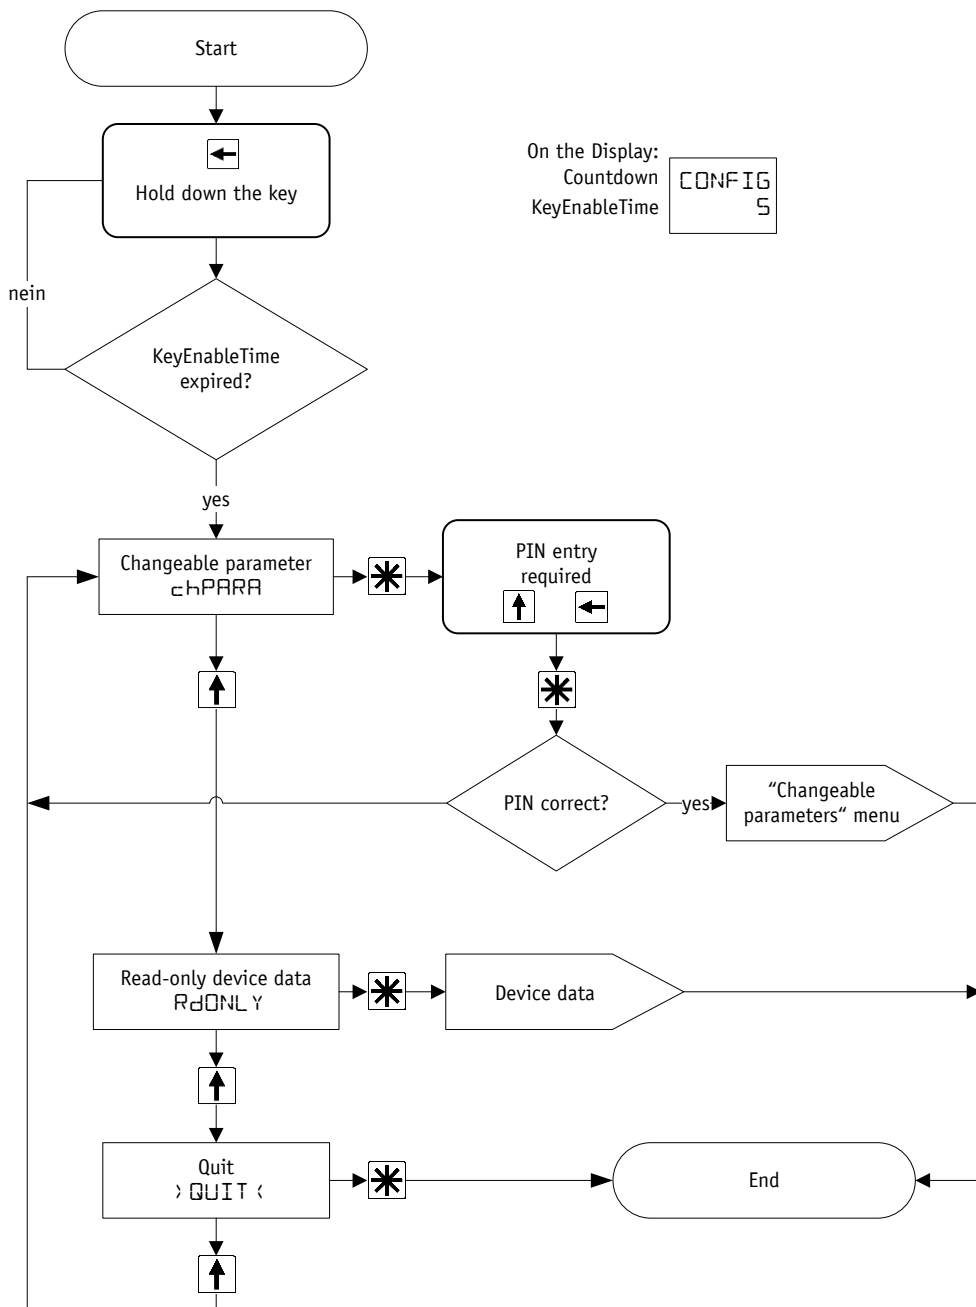 Start
Hold down the key
On the Display:
Countdown
KeyEnableTime
CONFIG
5
nein
KeyEnableTime
expired?
yes
Changeable parameter
chPARA
PIN entry
required
PIN correct?
yes
“Changeable
parameters“ menu
Read-only device data
RdONLY
Device data
Quit
>QUIT<
End